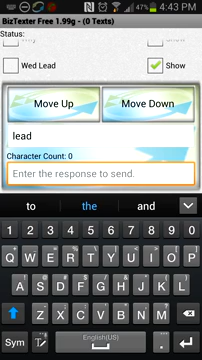 47% 4:43 PM
BizTexter Free 1.99g - (0 Texts)
Status:
Wed Lead Show
Move Up Move Down
lead
Character Count: 0
Enter the response to send.
to the and
1 2 3 4 5 6 7 8 9 0
Q W E R T Y U I O P
A S D F G H J K L
Z X C V B N M
Sym English(US) .